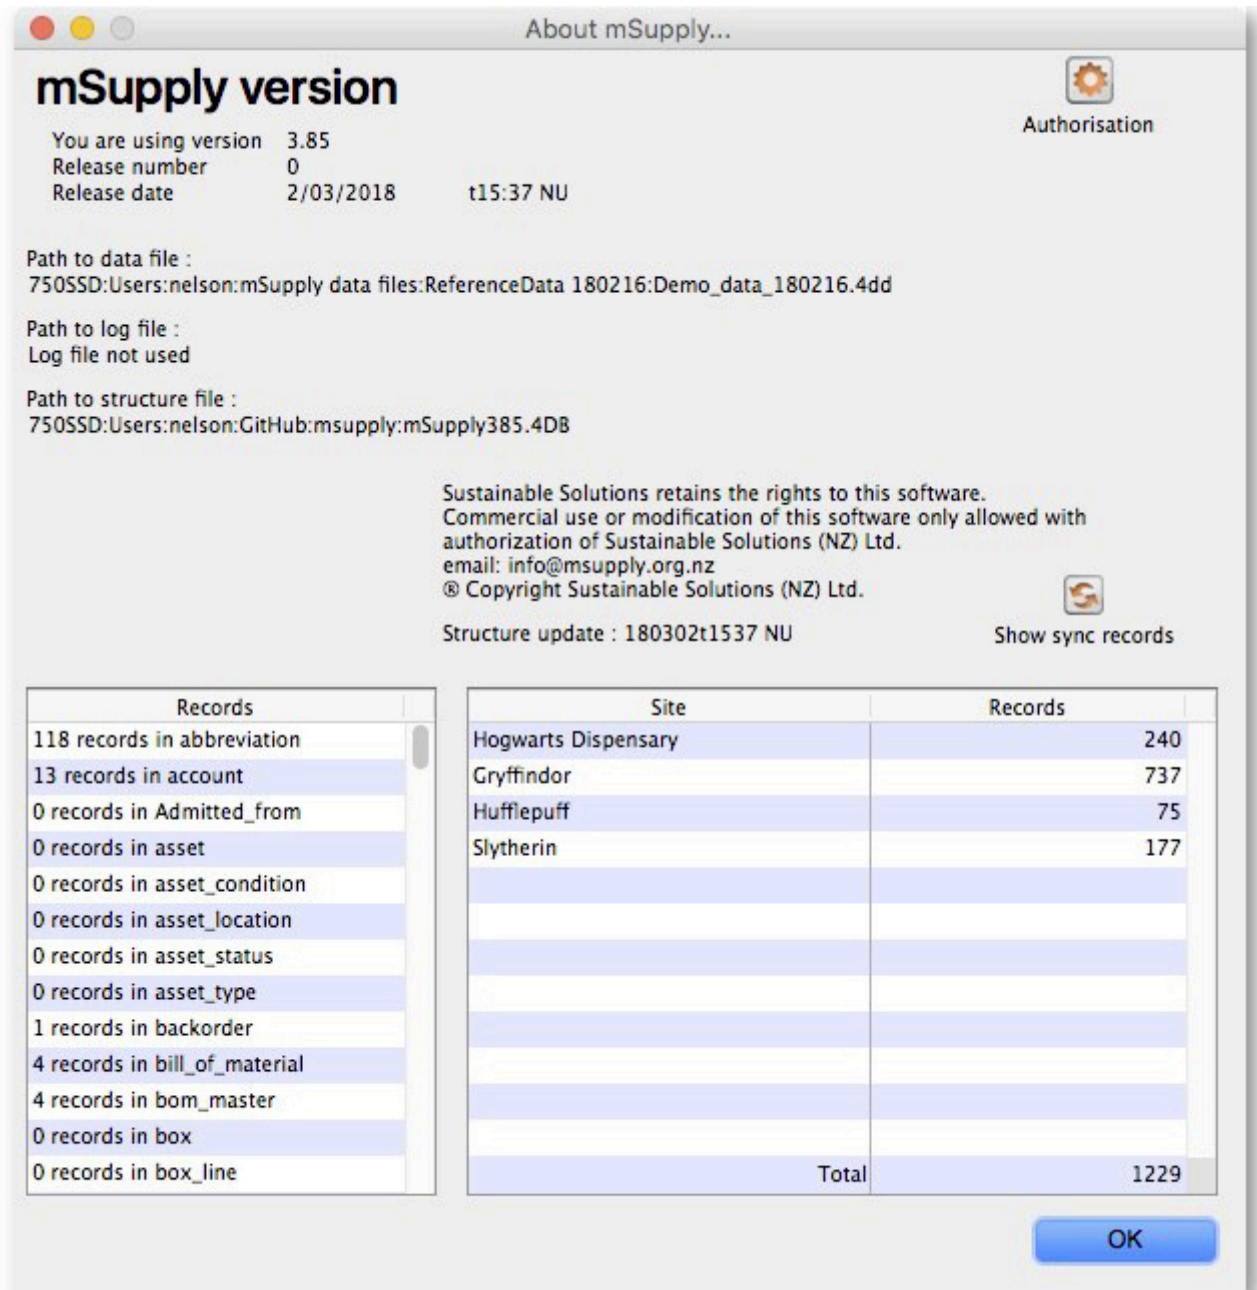 About mSupply...
mSupply version
Authorisation
You are using version 3.85
Release number 0
Release date 2/03/2018 t15:37 NU
Path to data file :
750SSD:Users:nelson:mSupply data files:ReferenceData 180216:Demo_data_180216.4dd
Path to log file :
Log file not used
Path to structure file :
750SSD:Users:nelson:GitHub:msupply:mSupply385.4DB
Sustainable Solutions retains the rights to this software.
Commercial use or modification of this software only allowed with
authorization of Sustainable Solutions (NZ) Ltd.
email: info@msupply.org.nz
® Copyright Sustainable Solutions (NZ) Ltd.
Structure update : 180302t1537 NU
Show sync records
Records
118 records in abbreviation
13 records in account
0 records in Admitted_from
0 records in asset
0 records in asset_condition
0 records in asset_location
0 records in asset_status
0 records in asset_type
1 records in backorder
4 records in bill_of_material
4 records in bom_master
0 records in box
0 records in box_line
Site Records
Hogwarts Dispensary 240
Gryffindor 737
Hufflepuff 75
Slytherin 177
Total 1229
OK